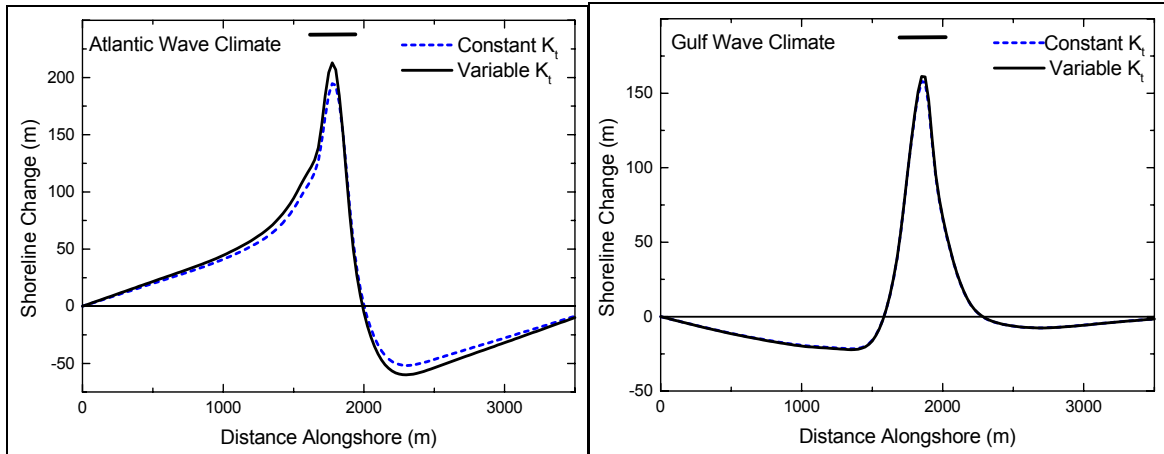 Atlantic Wave Climate
Constant Kt
Variable Kt
200
150
100
50
0
-50
Shoreline Change (m)
0
1000
2000
3000
Distance Alongshore (m)
Gulf Wave Climate
Constant Kt
Variable Kt
150
100
50
0
-50
Shoreline Change (m)
0
1000
2000
3000
Distance Alongshore (m)